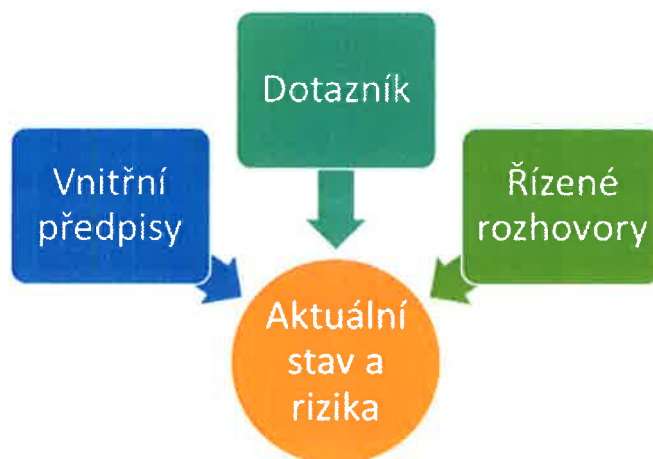 Dotazník
Vnitřní
předpisy
Řízené
rozhovory
Aktuální
stav a
rizika